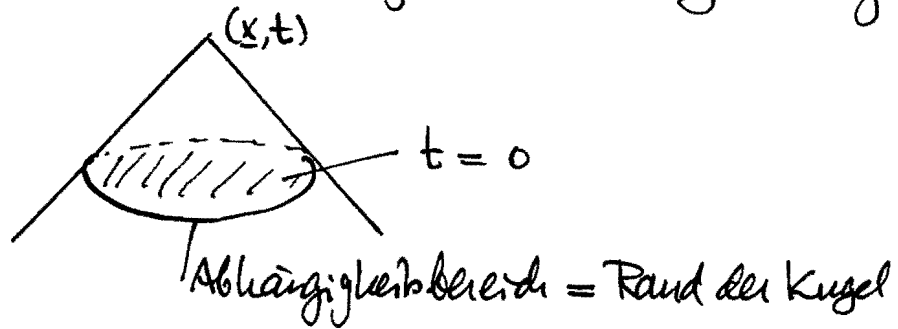 (x,t)
t = 0
Abhängigkeitsbereich = Rand der Kugel